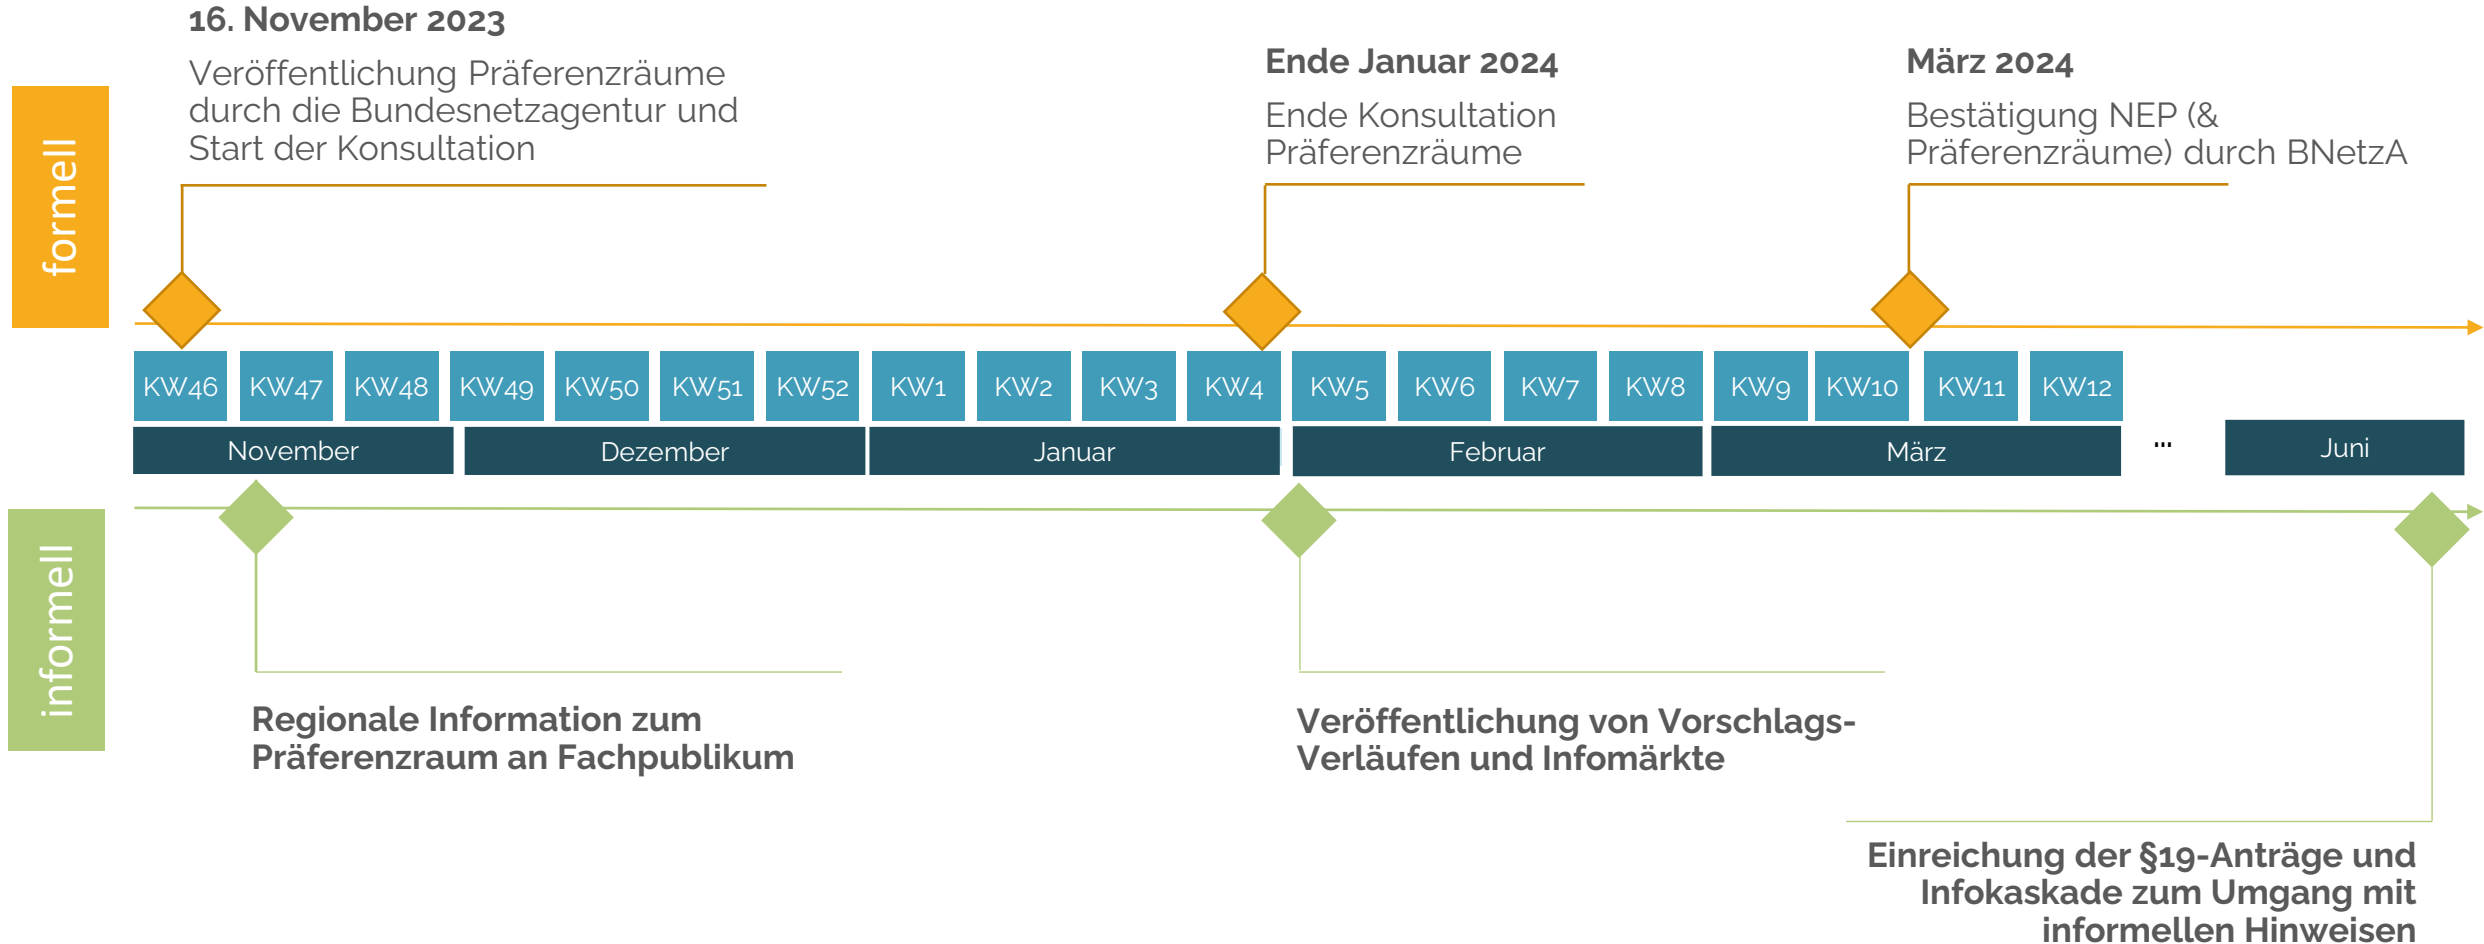 16. November 2023
Veröffentlichung Präferenzräume
durch die Bundesnetzagentur und
Start der Konsultation
Ende Januar 2024
Ende Konsultation
Präferenzräume
März 2024
Bestätigung NEP (&
Präferenzräume) durch BNetzA
formell
KW46 KW47 KW48 KW49 KW50 KW51 KW52 KW1 KW2 KW3 KW4 KW5 KW6 KW7 KW8 KW9 KW10 KW11 KW12
November Dezember Januar Februar März ... Juni
informell
Regionale Information zum
Präferenzraum an Fachpublikum
Veröffentlichung von Vorschlags-
Verläufen und Infomärkte
Einreichung der §19-Anträge und
Infokaskade zum Umgang mit
informellen Hinweisen